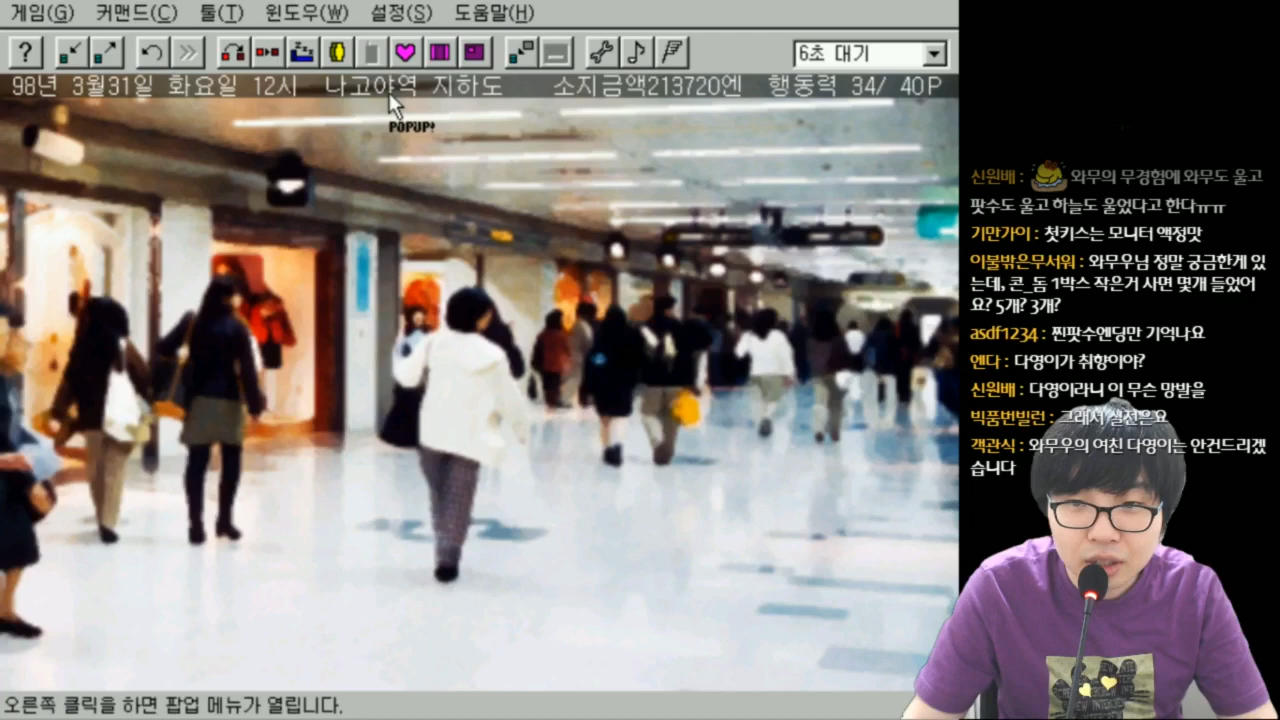 게임(G) 커맨드(C) 툴(T) 윈도우(W) 설정(S) 도움말(H)
6초 대기
98년 3월31일 화요일 12시 나고야역 지하도 소지금액213720엔 행동력 34/ 40P
POPUP!
신원배 : 와무의 무경험에 와무도 울고
팟수도 울고 하늘도 울었다고 한다ㅠㅠ
기만가이 : 첫키스는 모니터 액정맛
이불밖은무서워 : 와무우님 정말 궁금한게 있
는데, 콘_돔 1박스 작은거 사면 몇개 들었어
요? 5개? 3개?
asdf1234 : 찐팟수엔딩만 기억나요
엔다 : 다영이가 취향이야?
신원배 : 다영이라니 이 무슨 망발을
빅품번빌런 : 그래서 실전은요
객관식 : 와무우의 여친 다영이는 안건드리겠
습니다
오른쪽 클릭을 하면 팝업 메뉴가 열립니다.